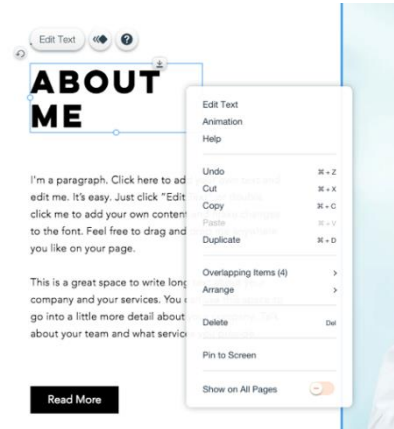 Edit Text
?
ABOUT
ME
Edit Text
Animation
Help
Undo ⌘ + Z
Cut ⌘ + X
Copy ⌘ + C
Paste ⌘ + V
Duplicate ⌘ + D
Overlapping Items (4) >
Arrange >
Delete Del
Pin to Screen
Show on All Pages
I'm a paragraph. Click here to ad
edit me. It's easy. Just click "Edit
click me to add your own conten
to the font. Feel free to drag and
you like on your page.
This is a great space to write long
company and your services. You
go into a little more detail about
about your team and what servic
Read More